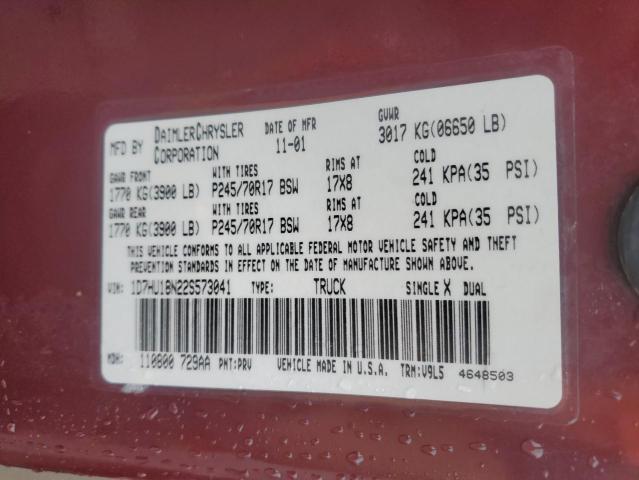 MFD BY DAIMLERCHRYSLER CORPORATION DATE OF MFR 11-01 GVWR 3017 KG(06650 LB)
GAWR FRONT WITH TIRES RIMS AT COLD
1770 KG(3900 LB) P245/70R17 BSW 17X8 241 KPA(35 PSI)
GAWR REAR WITH TIRES RIMS AT COLD
1770 KG(3900 LB) P245/70R17 BSW 17X8 241 KPA(35 PSI)
THIS VEHICLE CONFORMS TO ALL APPLICABLE FEDERAL MOTOR VEHICLE SAFETY AND THEFT
PREVENTION STANDARDS IN EFFECT ON THE DATE OF MANUFACTURE SHOWN ABOVE.
VIN: 1D7HU18N22S573041 TYPE: TRUCK SINGLE X DUAL
MDH: 110800 729AA PNT:PRV VEHICLE MADE IN U.S.A. TRM:V9L5 4648503